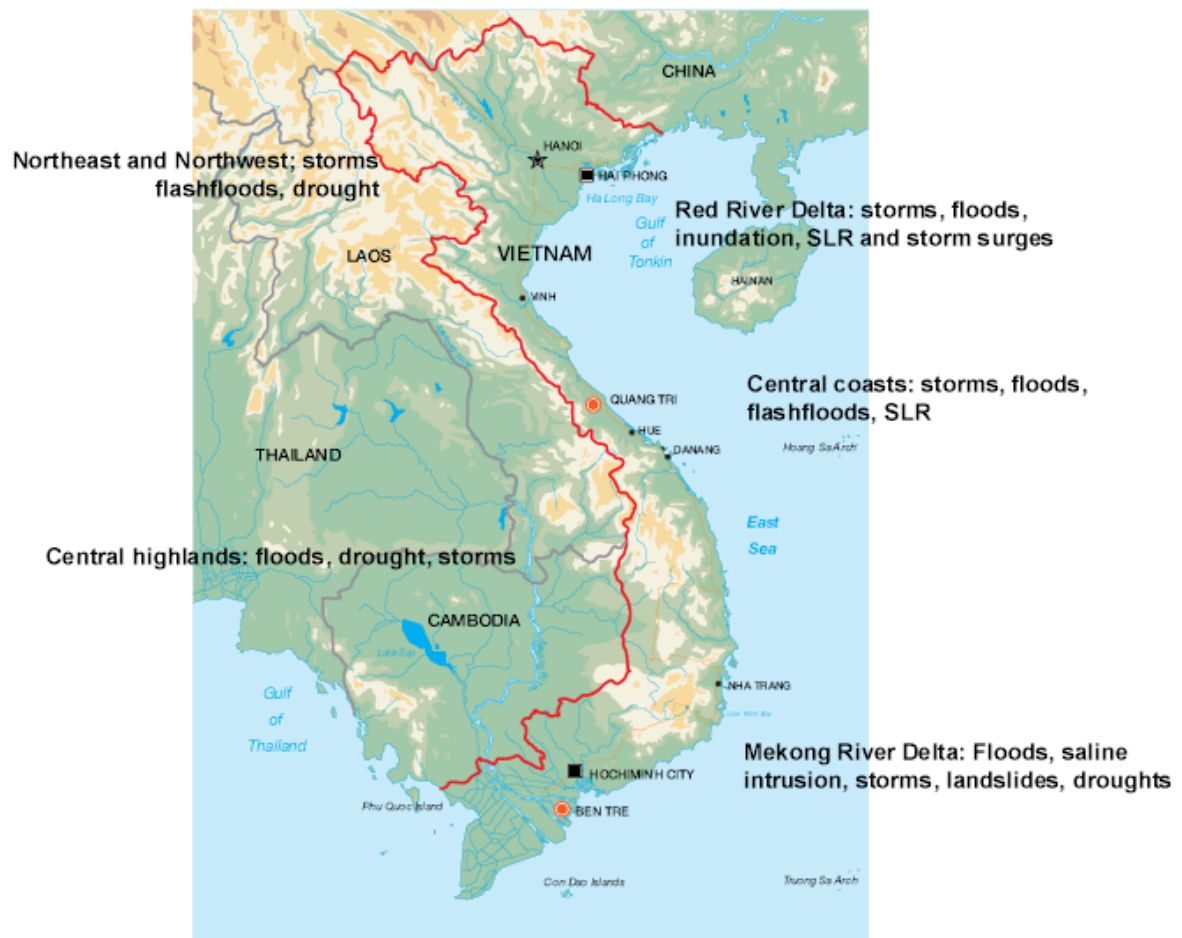 CHINA
HANOI
Northeast and Northwest; storms
flashfloods, drought
HAI PHONG
Ha Long Bay
Red River Delta: storms, floods,
inundation, SLR and storm surges
Gulf
of
Tonkin
LAOS
VIETNAM
HAINAN
VINH
Central coasts: storms, floods,
flashfloods, SLR
QUANG TRI
HUE
DANANG
Hoang Sa Arch
THAILAND
East
Sea
Central highlands: floods, drought, storms
CAMBODIA
Gulf
of
Thailand
NHA TRANG
Mekong River Delta: Floods, saline
intrusion, storms, landslides, droughts
HOCHIMINH CITY
Phu Quoc Island
BEN TRE
Con Dao Islands
Truong Sa Arch